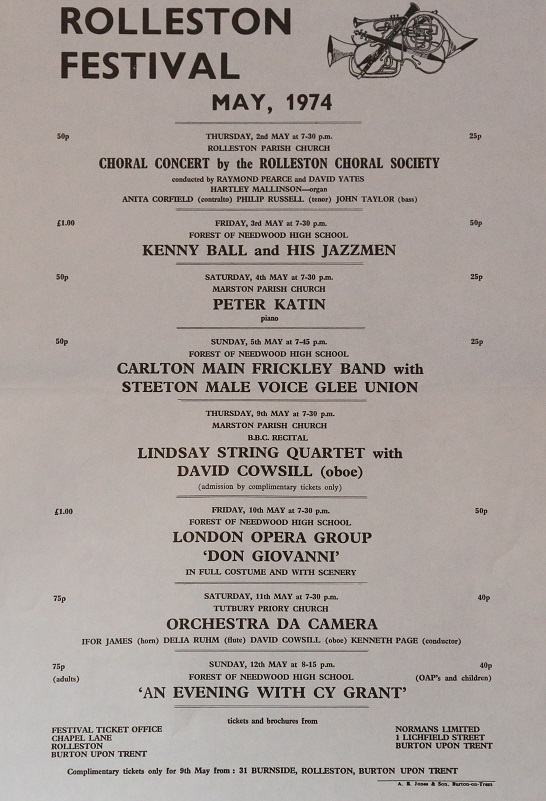 ROLLESTON
FESTIVAL
MAY, 1974
50p THURSDAY, 2nd MAY at 7-30 p.m. 25p
ROLLESTON PARISH CHURCH
CHORAL CONCERT by the ROLLESTON CHORAL SOCIETY
conducted by RAYMOND PEARCE and DAVID YATES
HARTLEY MALLINSON—organ
ANITA CORFIELD (contralto) PHILIP RUSSELL (tenor) JOHN TAYLOR (bass)
£1.00 FRIDAY, 3rd MAY at 7-30 p.m. 50p
FOREST OF NEEDWOOD HIGH SCHOOL
KENNY BALL and HIS JAZZMEN
50p SATURDAY, 4th MAY at 7-30 p.m. 25p
MARSTON PARISH CHURCH
PETER KATIN
piano
50p SUNDAY, 5th MAY at 7-45 p.m. 25p
FOREST OF NEEDWOOD HIGH SCHOOL
CARLTON MAIN FRICKLEY BAND with
STEETON MALE VOICE GLEE UNION
THURSDAY, 9th MAY at 7-30 p.m.
MARSTON PARISH CHURCH
B.B.C. RECITAL
LINDSAY STRING QUARTET with
DAVID COWSILL (oboe)
(admission by complimentary tickets only)
£1.00 FRIDAY, 10th MAY at 7-30 p.m. 50p
FOREST OF NEEDWOOD HIGH SCHOOL
LONDON OPERA GROUP
‘DON GIOVANNI’
IN FULL COSTUME AND WITH SCENERY
75p SATURDAY, 11th MAY at 7-30 p.m. 40p
TUTBURY PRIORY CHURCH
ORCHESTRA DA CAMERA
IFOR JAMES (horn) DELIA RUHM (flute) DAVID COWSILL (oboe) KENNETH PAGE (conductor)
75p SUNDAY, 12th MAY at 8-15 p.m. 40p
(adults) FOREST OF NEEDWOOD HIGH SCHOOL (OAP's and children)
‘AN EVENING WITH CY GRANT’
tickets and brochures from
FESTIVAL TICKET OFFICE
CHAPEL LANE
ROLLESTON
BURTON UPON TRENT
NORMANS LIMITED
1 LICHFIELD STREET
BURTON UPON TRENT
Complimentary tickets only for 9th May from : 31 BURNSIDE, ROLLESTON, BURTON UPON TRENT
A. B. Jones & Son, Burton-on-Trent